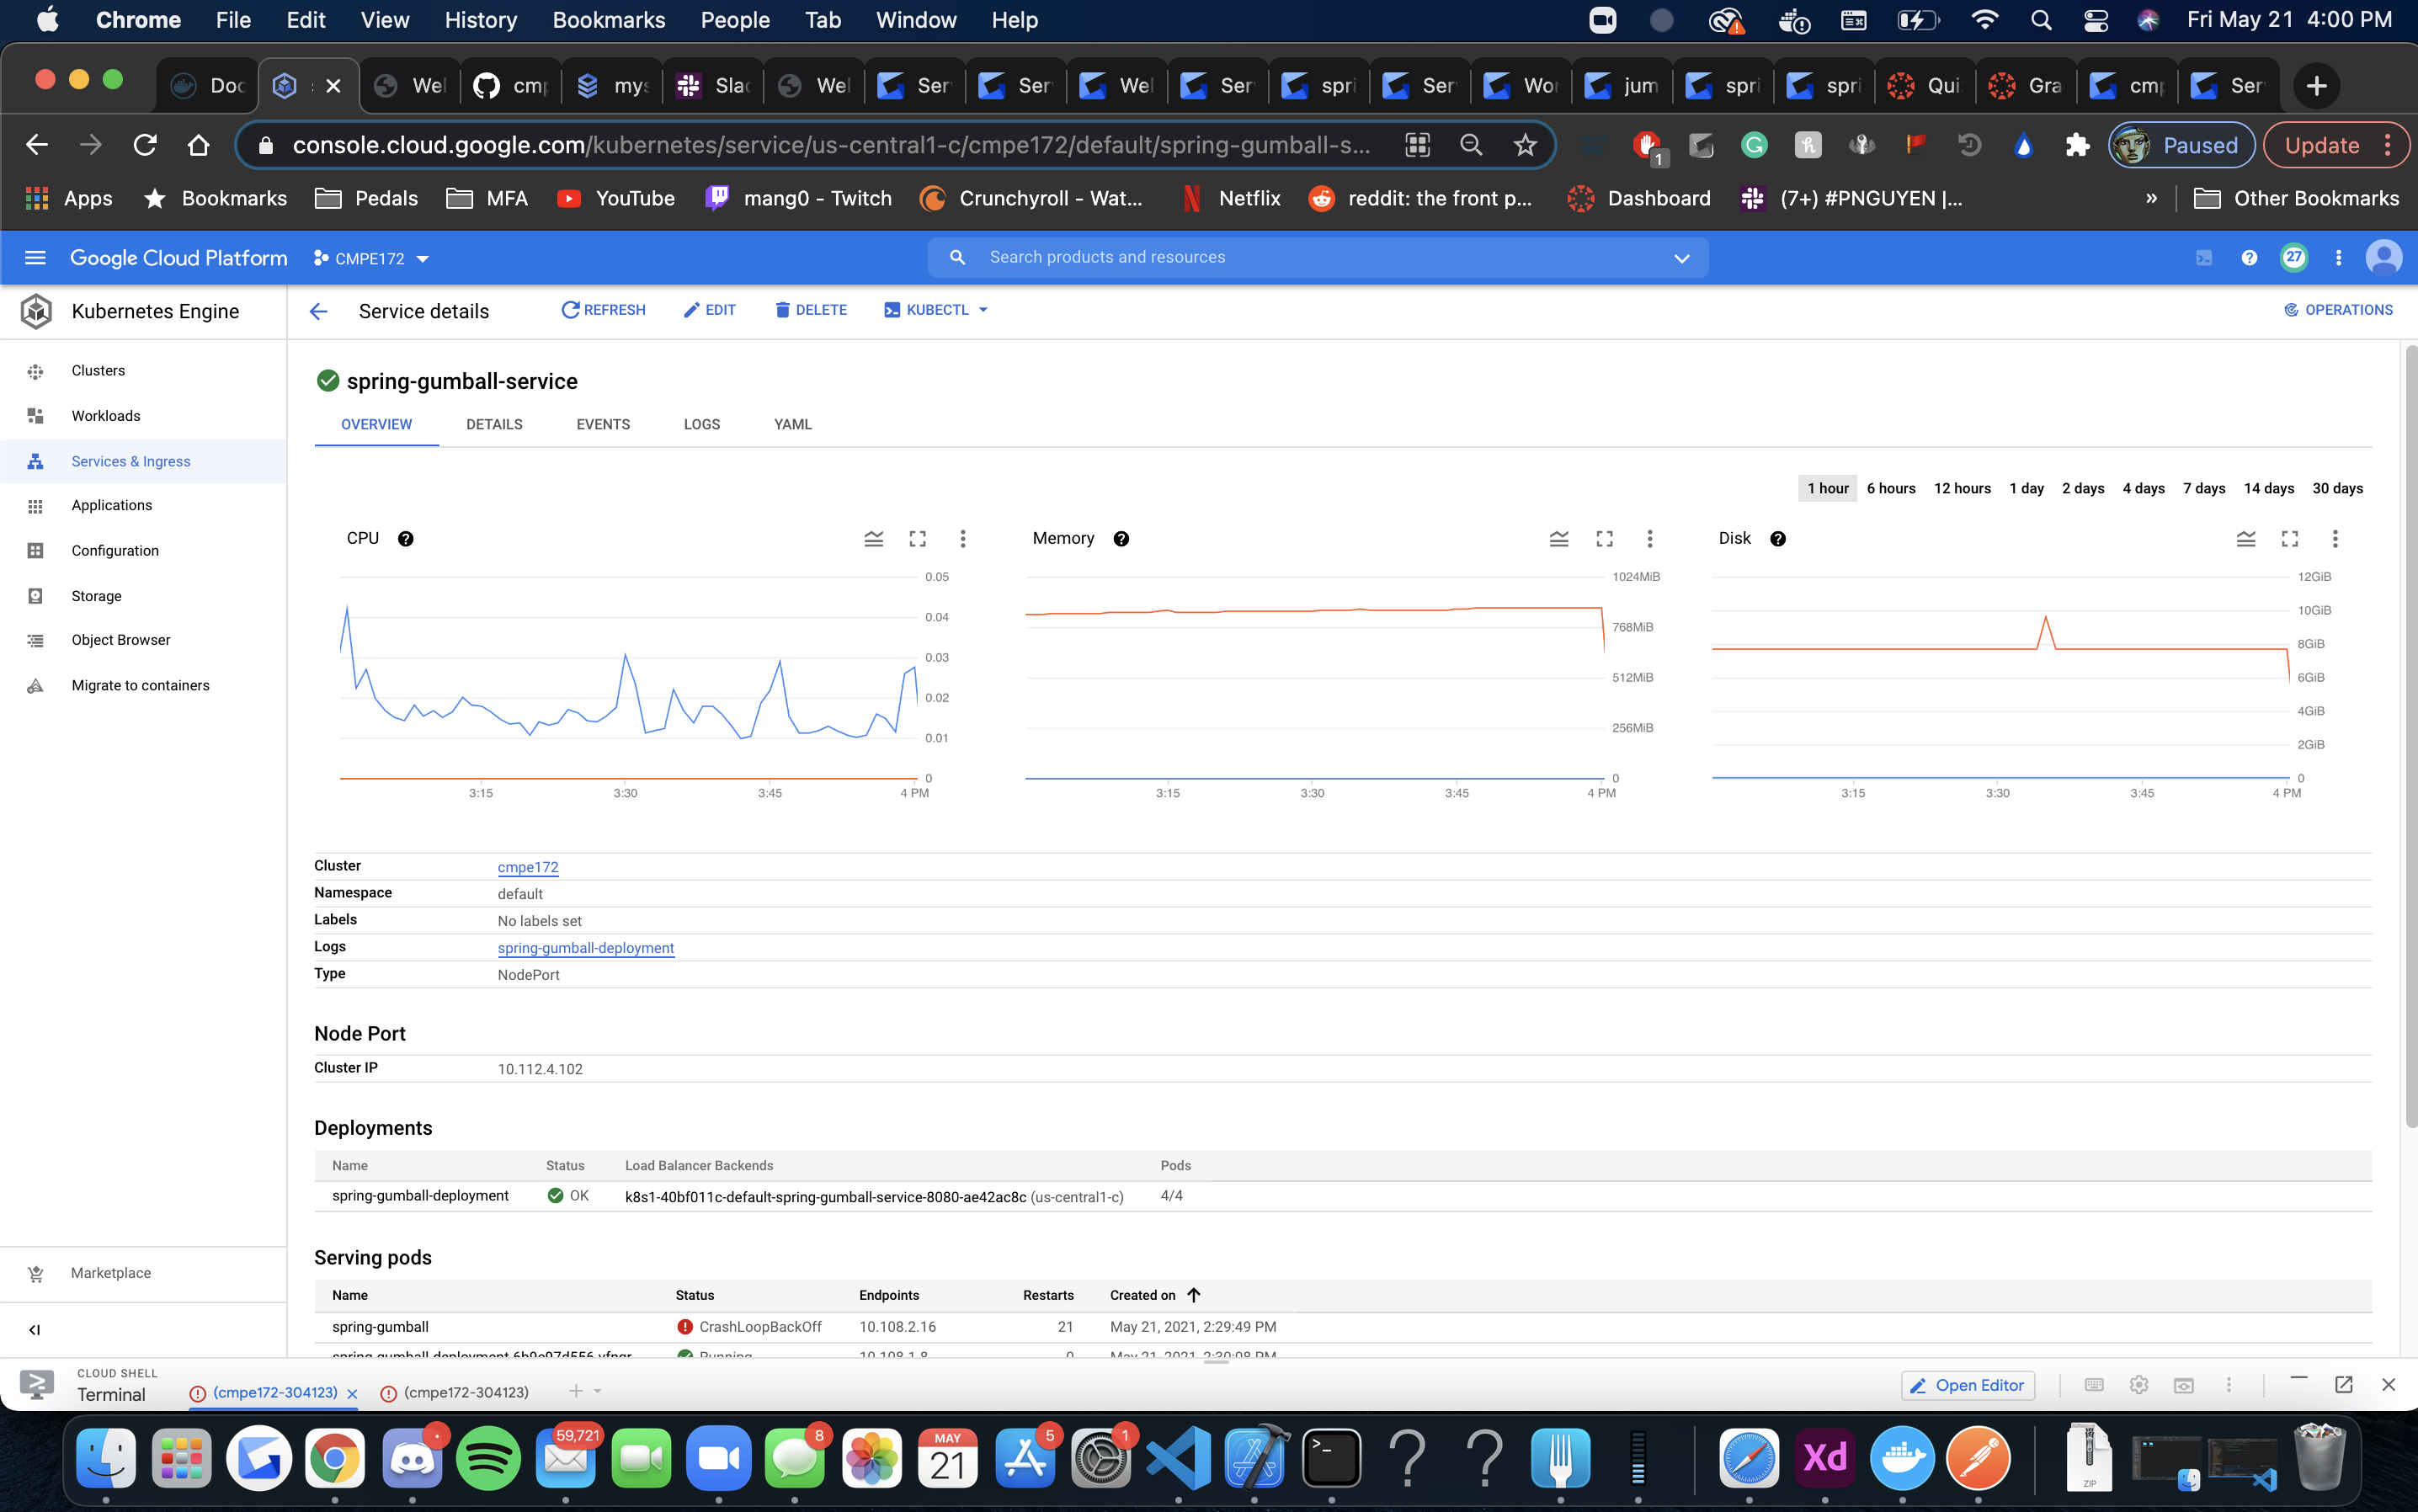 Chrome File Edit View History Bookmarks People Tab Window Help Fri May 21 4:00 PM
Doc : Wel cmp mys Slac Wel Ser Ser Wel Ser spri Ser Wor jum spri spri Qui Gra cmp Ser
console.cloud.google.com/kubernetes/service/us-central1-c/cmpe172/default/spring-gumball-s... 1 Paused Update
Apps Bookmarks Pedals MFA YouTube mang0 - Twitch Crunchyroll - Wat... Netflix reddit: the front p... Dashboard (7+) #PNGUYEN |... » Other Bookmarks
Google Cloud Platform CMPE172 Search products and resources 27
Kubernetes Engine Service details REFRESH EDIT DELETE KUBECTL OPERATIONS
Clusters
Workloads
Services & Ingress
Applications
Configuration
Storage
Object Browser
Migrate to containers
Marketplace
spring-gumball-service
OVERVIEW DETAILS EVENTS LOGS YAML
1 hour 6 hours 12 hours 1 day 2 days 4 days 7 days 14 days 30 days
CPU
0.05
0.04
0.03
0.02
0.01
0
3:15 3:30 3:45 4 PM
Memory
1024MiB
768MiB
512MiB
256MiB
0
3:15 3:30 3:45 4 PM
Disk
12GiB
10GiB
8GiB
6GiB
4GiB
2GiB
0
3:15 3:30 3:45 4 PM
Cluster cmpe172
Namespace default
Labels No labels set
Logs spring-gumball-deployment
Type NodePort
Node Port
Cluster IP 10.112.4.102
Deployments
Name Status Load Balancer Backends Pods
spring-gumball-deployment OK k8s1-40bf011c-default-spring-gumball-service-8080-ae42ac8c (us-central1-c) 4/4
Serving pods
Name Status Endpoints Restarts Created on
spring-gumball CrashLoopBackOff 10.108.2.16 21 May 21, 2021, 2:29:49 PM
Running
CLOUD SHELL
Terminal (cmpe172-304123) (cmpe172-304123) Open Editor
59,721 8 MAY 21 5 1 Xd ZIP